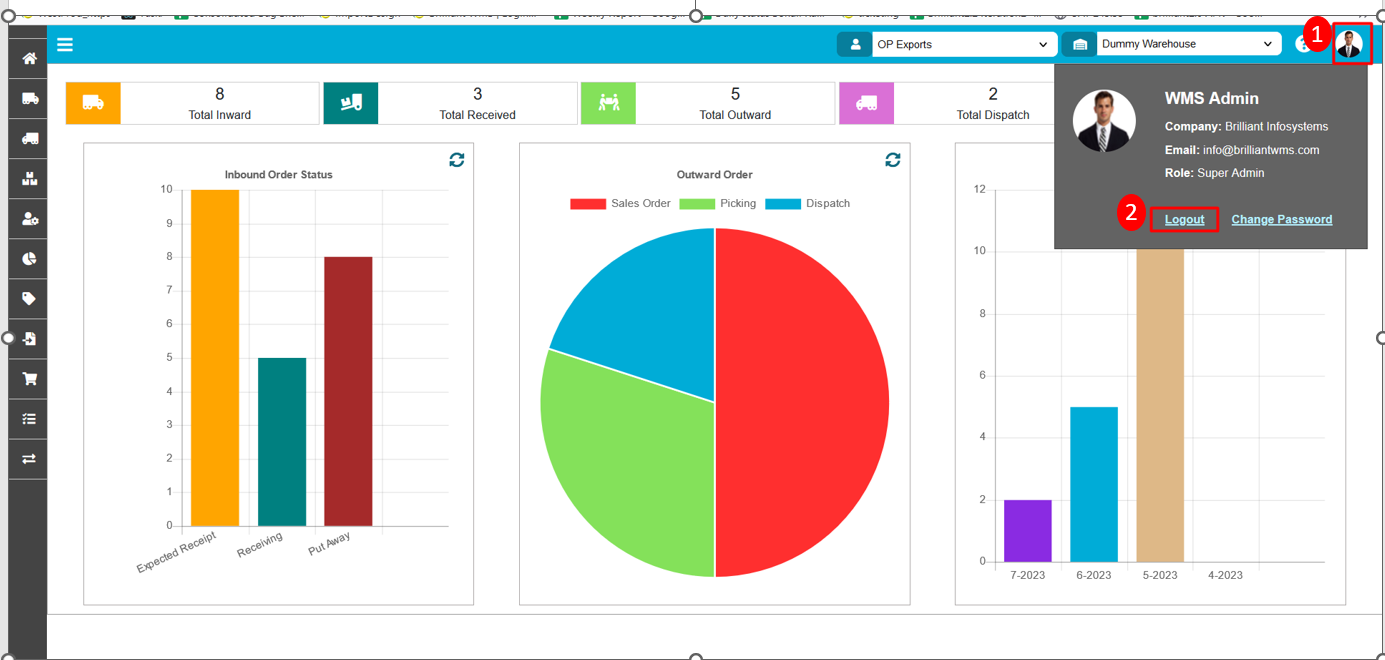 1
OP Exports
Dummy Warehouse
8
Total Inward
3
Total Received
5
Total Outward
2
Total Dispatch
WMS Admin
Company: Brilliant Infosystems
Email: info@brilliantwms.com
Role: Super Admin
2
Logout Change Password
Inbound Order Status
10
9
8
7
6
5
4
3
2
1
0
Expected Receipt
Receiving
Put Away
Outward Order
Sales Order Picking Dispatch
12
10
8
6
4
2
0
7-2023 6-2023 5-2023 4-2023